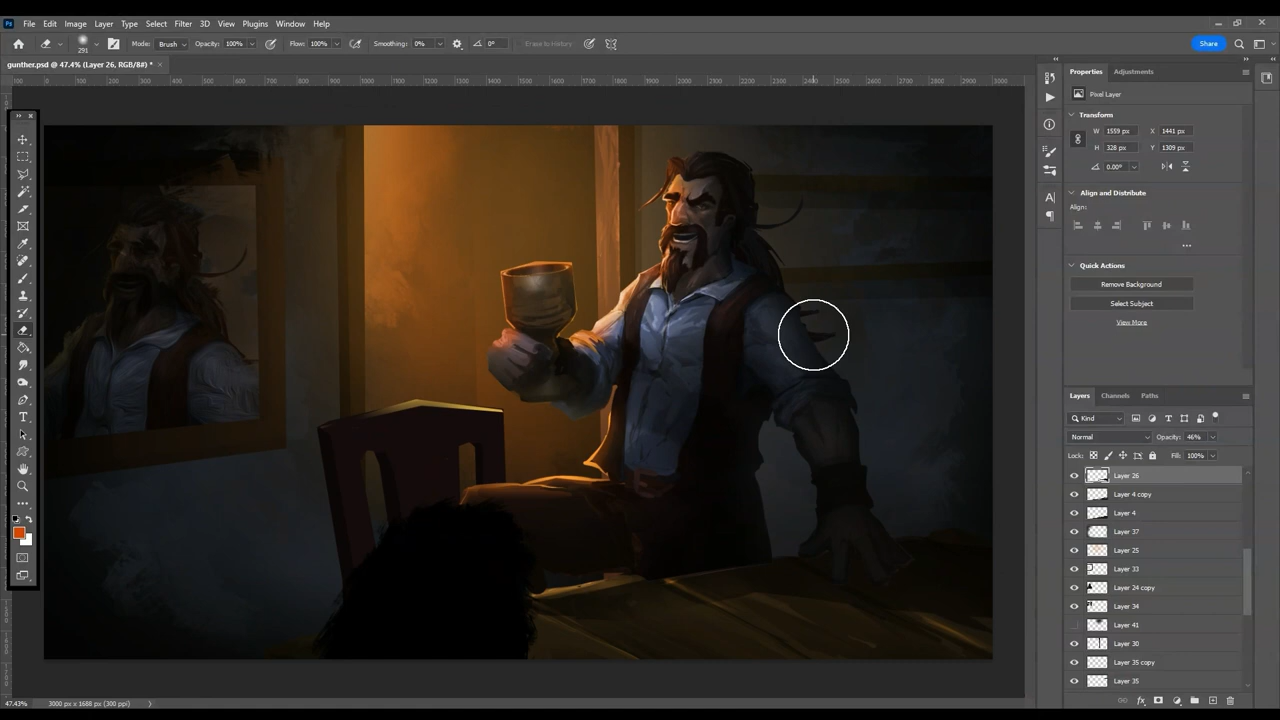 Ps File Edit Image Layer Type Select Filter 3D View Plugins Window Help
291 Mode: Brush Opacity: 100% Flow: 100% Smoothing: 0% 0° Erase to History Share
gunther.psd @ 47.4% (Layer 26, RGB/8#) *
Properties Adjustments
Pixel Layer
Transform
W 1559 px X 1441 px
H 328 px Y 1309 px
0.00°
Align and Distribute
Align:
Quick Actions
Remove Background
Select Subject
View More
Layers Channels Paths
Kind
Normal Opacity: 46%
Lock: Fill: 100%
Layer 26
Layer 4 copy
Layer 4
Layer 37
Layer 25
Layer 33
Layer 24 copy
Layer 34
Layer 41
Layer 30
Layer 35 copy
Layer 35
47.43% 3000 px x 1688 px (300 ppi)